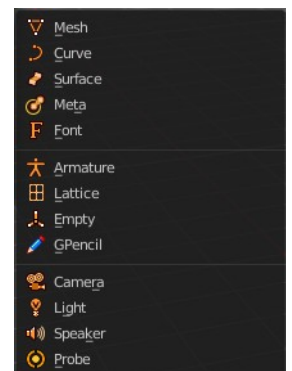 Mesh
Curve
Surface
Meta
Font
Armature
Lattice
Empty
GPencil
Camera
Light
Speaker
Probe